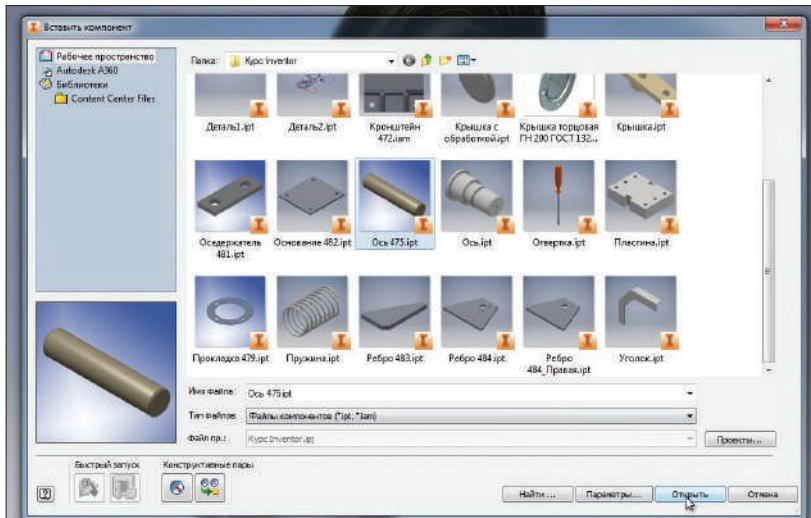 Вставить компонент
Рабочее пространство
Autodesk A360
Библиотеки
Content Center Files
Папка: Курс Inventor
Деталь1.ipt Деталь2.ipt Кронштейн 472.iam Крышка с обработкой.ipt Крышка торцовая ГН 200 ГОСТ 132... Крышка.ipt
Оседержатель 481.ipt Основание 482.ipt Ось 475.ipt Ось.ipt Отвертка.ipt Пластина.ipt
Прокладка 479.ipt Пружина.ipt Ребро 483.ipt Ребро 484.ipt Ребро 484_Правая.ipt Уголок.ipt
Имя файла: Ось 475.ipt
Тип файлов: Файлы компонентов (*.ipt; *.iam)
Файл пр.: Курс Inventor.ipj Проекты...
Быстрый запуск Конструктивные пары
Найти... Параметры... Открыть Отмена